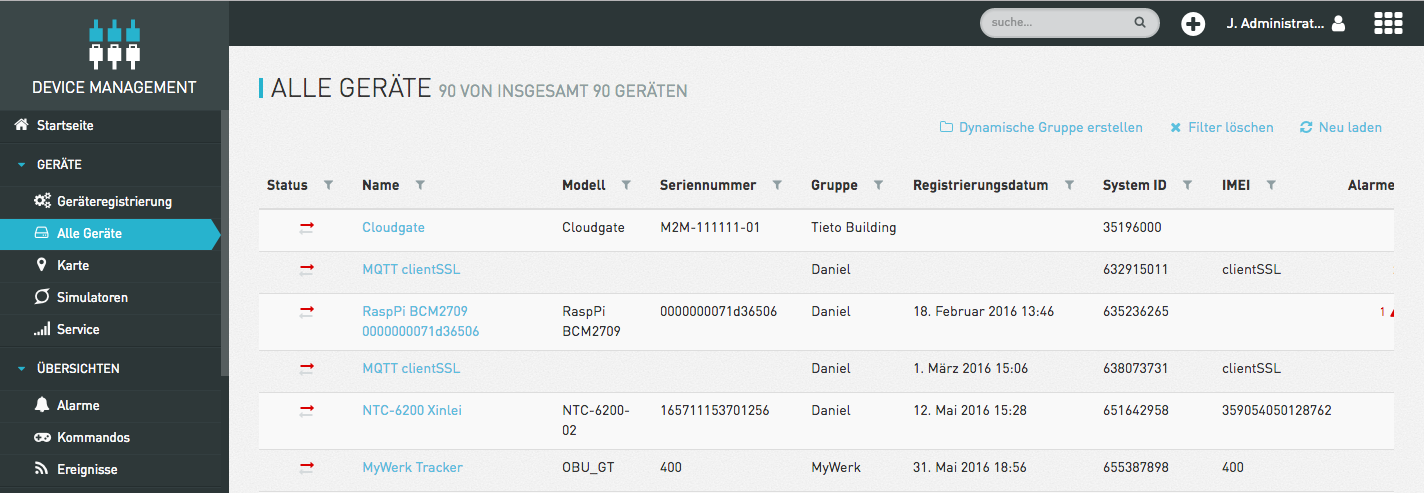 DEVICE MANAGEMENT
Startseite
GERÄTE
Geräteregistrierung
Alle Geräte
Karte
Simulatoren
Service
ÜBERSICHTEN
Alarme
Kommandos
Ereignisse
suche...
J. Administrat...
ALLE GERÄTE 90 VON INSGESAMT 90 GERÄTEN
Dynamische Gruppe erstellen Filter löschen Neu laden
Status Name Modell Seriennummer Gruppe Registrierungsdatum System ID IMEI Alarme
Cloudgate Cloudgate M2M-111111-01 Tieto Building 35196000
MQTT clientSSL Daniel 632915011 clientSSL
RaspPi BCM2709 RaspPi 0000000071d36506 Daniel 18. Februar 2016 13:46 635236265 1
0000000071d36506 BCM2709
MQTT clientSSL Daniel 1. März 2016 15:06 638073731 clientSSL
NTC-6200 Xinlei NTC-6200- 165711153701256 Daniel 12. Mai 2016 15:28 651642958 359054050128762
02
MyWerk Tracker OBU_GT 400 MyWerk 31. Mai 2016 18:56 655387898 400